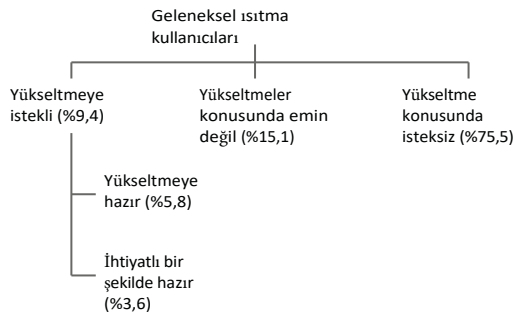 Geleneksel ısıtma
kullanıcıları
Yükseltmeye
istekli (%9,4)
Yükseltmeler
konusunda emin
değil (%15,1)
Yükseltme
konusunda
isteksiz (%75,5)
Yükseltmeye
hazır (%5,8)
İhtiyatlı bir
şekilde hazır
(%3,6)